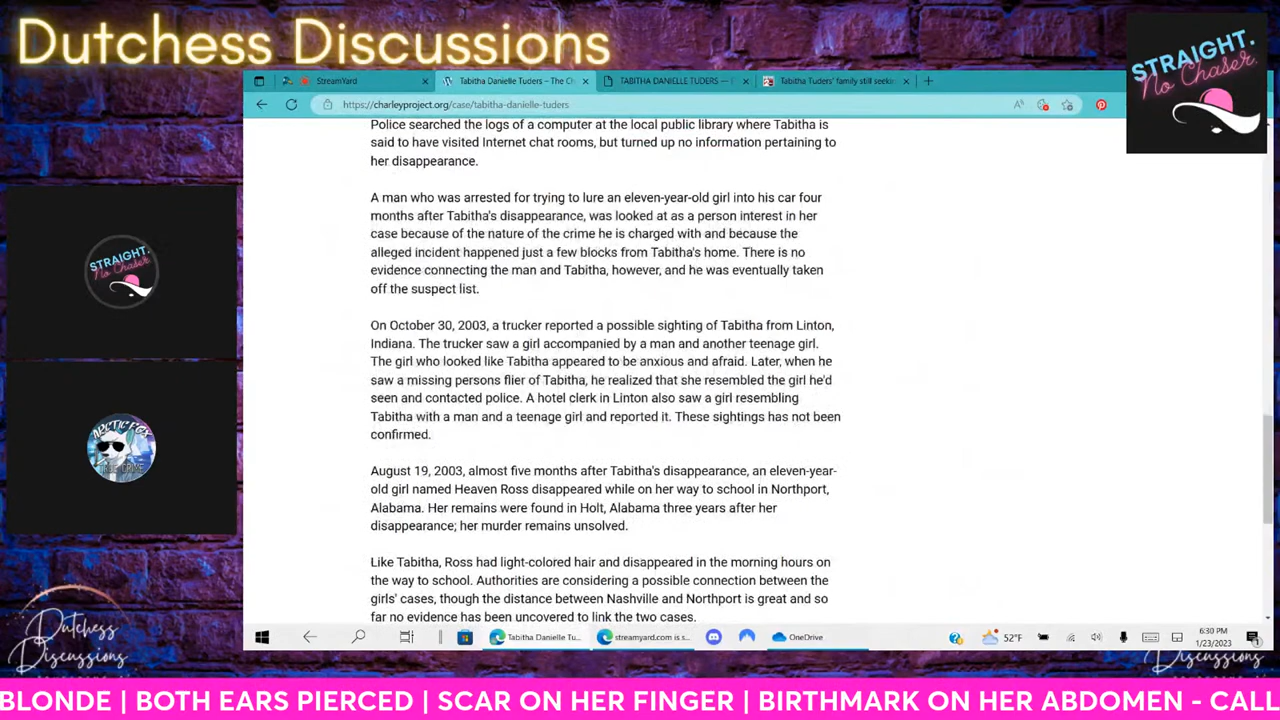 Dutchess Discussions
STRAIGHT.
No Chaser
StreamYard
Tabitha Danielle Tuders – The Ch
TABITHA DANIELLE TUDERS —
Tabitha Tuders' family still seekin
https://charleyproject.org/case/tabitha-danielle-tuders
Police searched the logs of a computer at the local public library where Tabitha is
said to have visited Internet chat rooms, but turned up no information pertaining to
her disappearance.
A man who was arrested for trying to lure an eleven-year-old girl into his car four
months after Tabitha's disappearance, was looked at as a person interest in her
case because of the nature of the crime he is charged with and because the
alleged incident happened just a few blocks from Tabitha's home. There is no
evidence connecting the man and Tabitha, however, and he was eventually taken
off the suspect list.
On October 30, 2003, a trucker reported a possible sighting of Tabitha from Linton,
Indiana. The trucker saw a girl accompanied by a man and another teenage girl.
The girl who looked like Tabitha appeared to be anxious and afraid. Later, when he
saw a missing persons flier of Tabitha, he realized that she resembled the girl he'd
seen and contacted police. A hotel clerk in Linton also saw a girl resembling
Tabitha with a man and a teenage girl and reported it. These sightings has not been
confirmed.
August 19, 2003, almost five months after Tabitha's disappearance, an eleven-year-
old girl named Heaven Ross disappeared while on her way to school in Northport,
Alabama. Her remains were found in Holt, Alabama three years after her
disappearance; her murder remains unsolved.
Like Tabitha, Ross had light-colored hair and disappeared in the morning hours on
the way to school. Authorities are considering a possible connection between the
girls' cases, though the distance between Nashville and Northport is great and so
far no evidence has been uncovered to link the two cases.
STRAIGHT.
No Chaser
ARCTIC FOX
TRUE CRIME
Tabitha Danielle Tu...
streamyard.com is s...
OneDrive
52°F
6:30 PM
1/23/2023
Dutchess
Discussions
Discussions
BLONDE | BOTH EARS PIERCED | SCAR ON HER FINGER | BIRTHMARK ON HER ABDOMEN - CALL